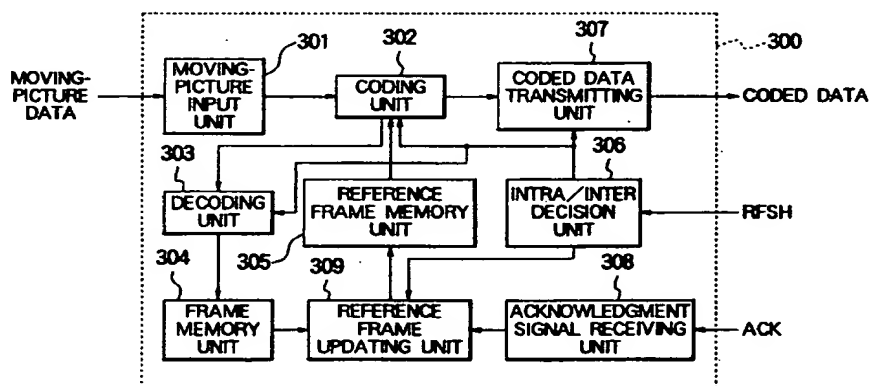 301
302
307
300
MOVING-
PICTURE
DATA
MOVING-
PICTURE
INPUT
UNIT
CODING
UNIT
CODED DATA
TRANSMITTING
UNIT
CODED DATA
303
306
DECODING
UNIT
REFERENCE
FRAME MEMORY
UNIT
INTRA/INTER
DECISION
UNIT
RFSH
304
305
309
308
FRAME
MEMORY
UNIT
REFERENCE
FRAME
UPDATING UNIT
ACKNOWLEDGMENT
SIGNAL RECEIVING
UNIT
ACK